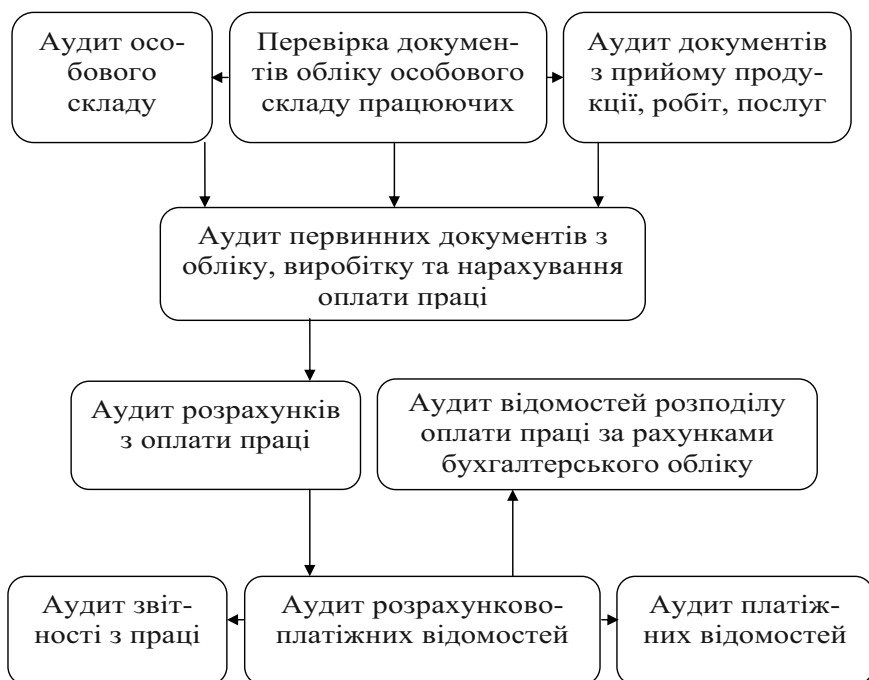 Аудит осо-
бового
складу
Перевірка докумен-
тів обліку особового
складу працюючих
Аудит документів
з прийому проду-
кції, робіт, послуг
Аудит первинних документів з
обліку, виробітку та нарахування
оплати праці
Аудит розрахунків
з оплати праці
Аудит відомостей розподілу
оплати праці за рахунками
бухгалтерського обліку
Аудит звіт-
ності з праці
Аудит розрахунково-
платіжних відомостей
Аудит платіж-
них відомостей